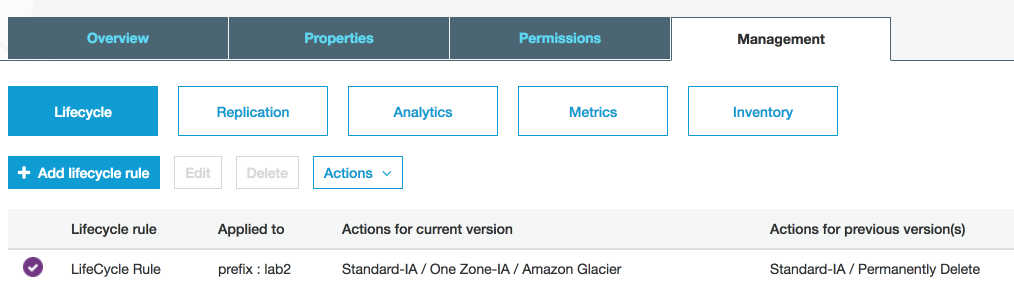 Overview Properties Permissions Management
Lifecycle Replication Analytics Metrics Inventory
+ Add lifecycle rule Edit Delete Actions
Lifecycle rule Applied to Actions for current version Actions for previous version(s)
LifeCycle Rule prefix : lab2 Standard-IA / One Zone-IA / Amazon Glacier Standard-IA / Permanently Delete